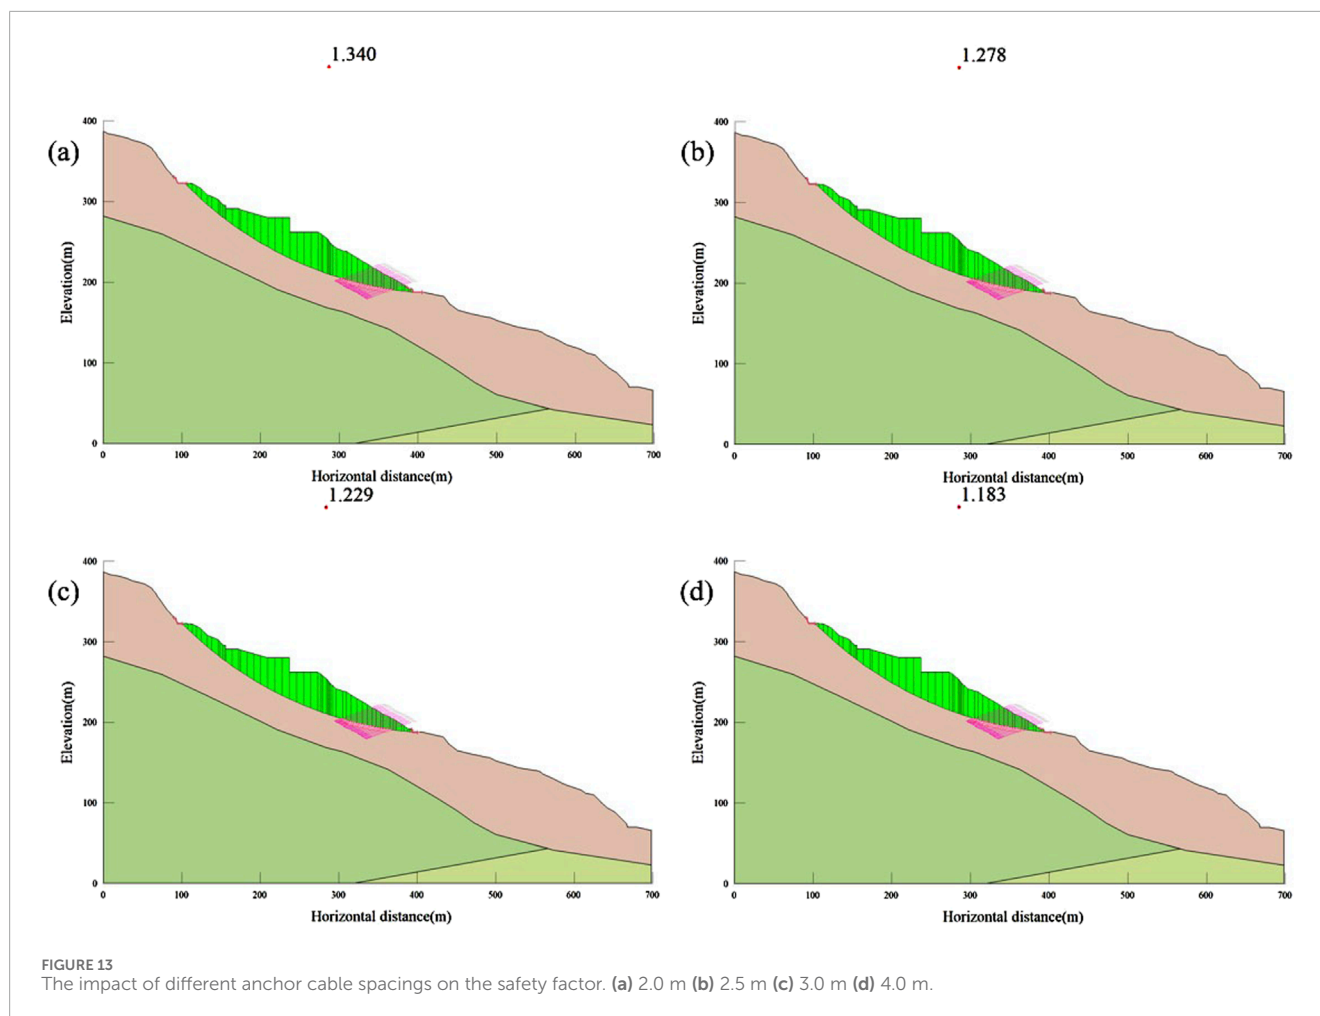 1.340
1.278
(a)
400
300
200
100
0
Elevation(m)
0 100 200 300 400 500 600 700
Horizontal distance(m)
(b)
400
300
200
100
0
Elevation(m)
0 100 200 300 400 500 600 700
Horizontal distance(m)
1.229
1.183
(c)
400
300
200
100
0
Elevation(m)
0 100 200 300 400 500 600 700
Horizontal distance(m)
(d)
400
300
200
100
0
Elevation(m)
0 100 200 300 400 500 600 700
Horizontal distance(m)
FIGURE 13
The impact of different anchor cable spacings on the safety factor. (a) 2.0 m (b) 2.5 m (c) 3.0 m (d) 4.0 m.